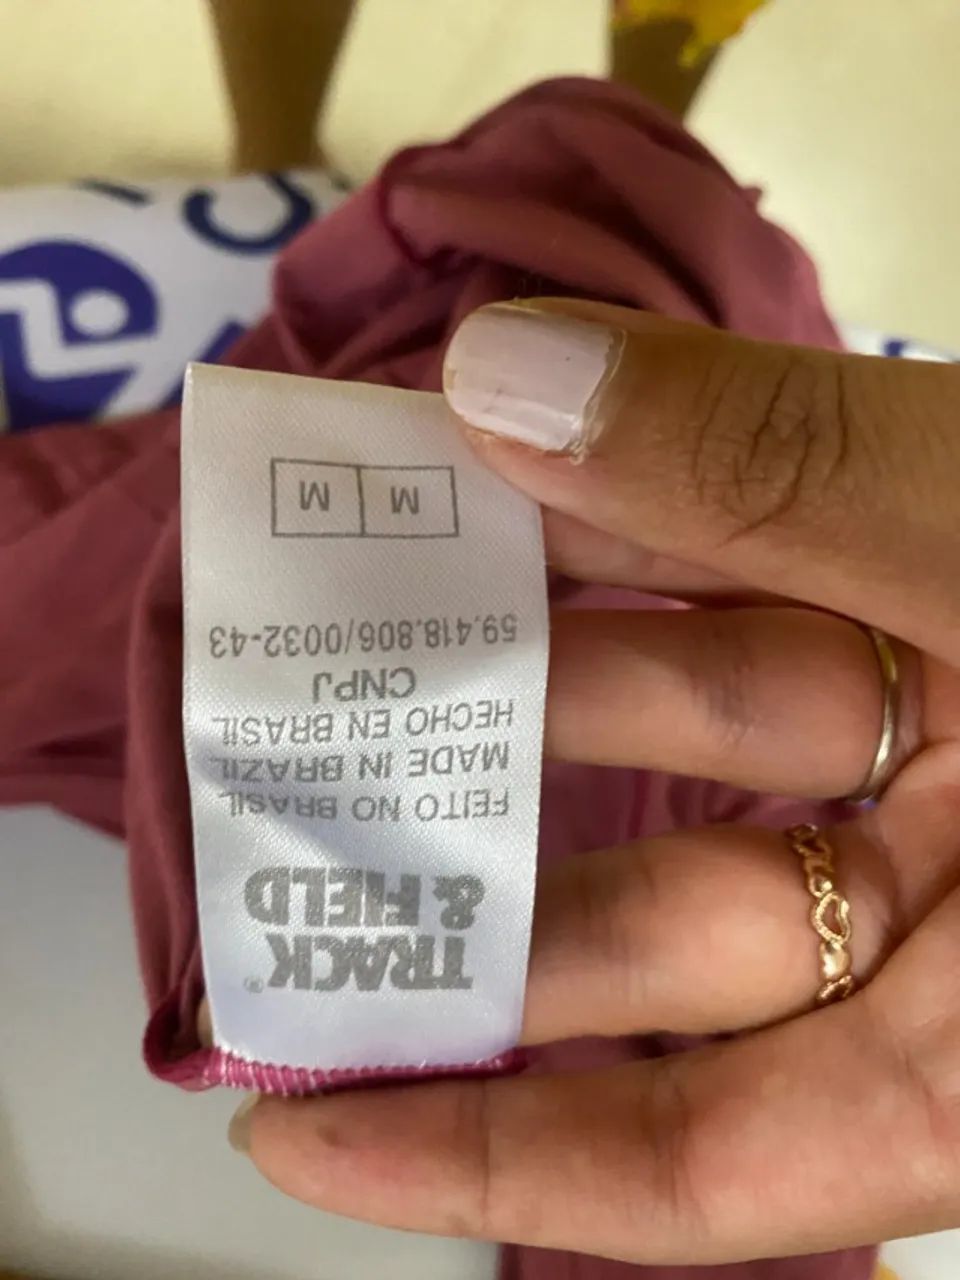 TRACK
& FIELD®
FEITO NO BRASIL
MADE IN BRAZIL
HECHO EN BRASIL
CNPJ
59.418.806/0032-43
M M